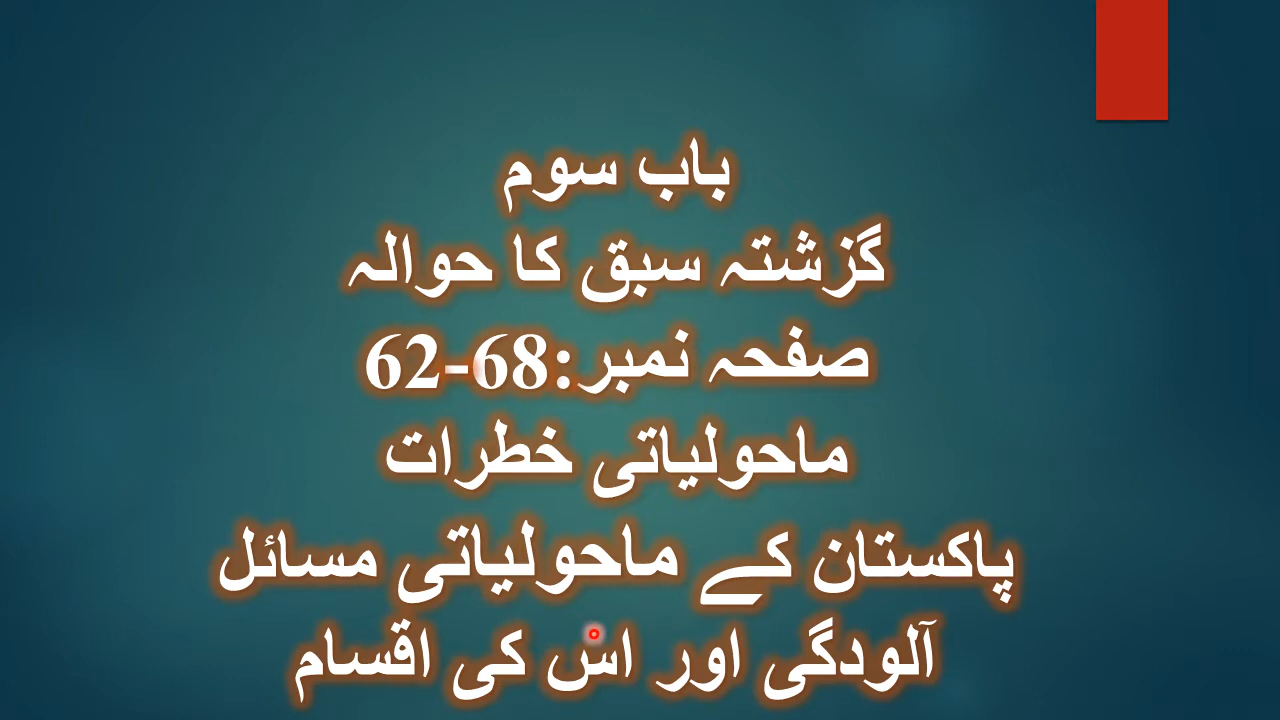 باب سوم
گزشتہ سبق کا حوالہ
صفحہ نمبر:68-62
ماحولیاتی خطرات
پاکستان کے ماحولیاتی مسائل
آلودگی اور اس کی اقسام